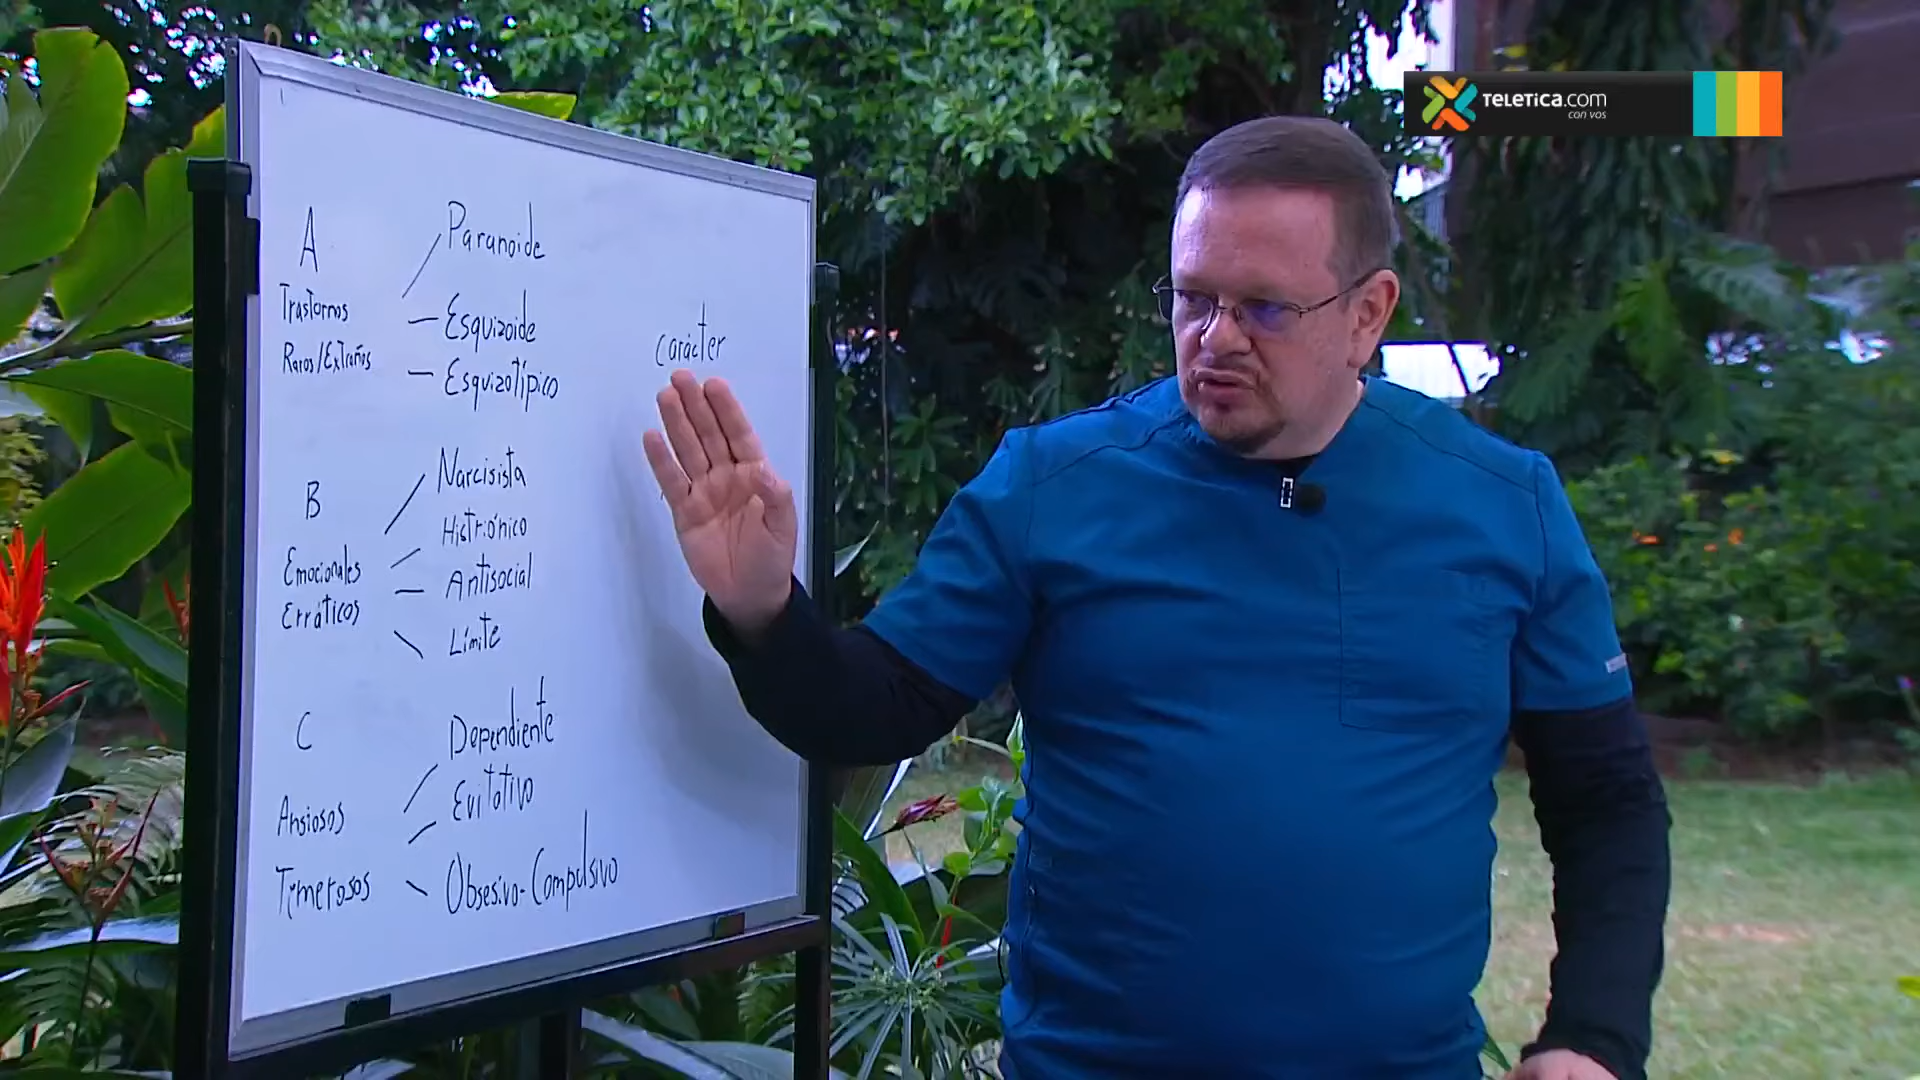 TELETICA.com
con vos
A
Trastornos
Raros/Extraños
Paranoide
Esquizoide
Esquizotípico
carácter
B
Emocionales
Erráticos
Narcisista
Histriónico
Antisocial
Límite
C
Ansiosos
Temerosos
Dependiente
Evitativo
Obsesivo-Compulsivo